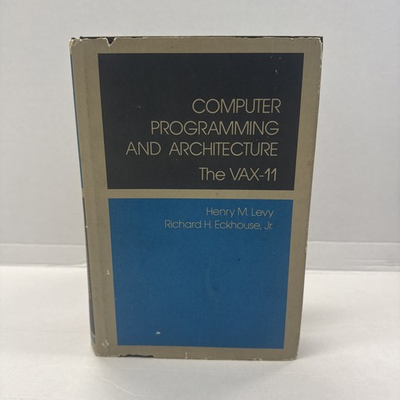 COMPUTER
PROGRAMMING
AND ARCHITECTURE
The VAX-11
Henry M. Levy
Richard H. Eckhouse, Jr.